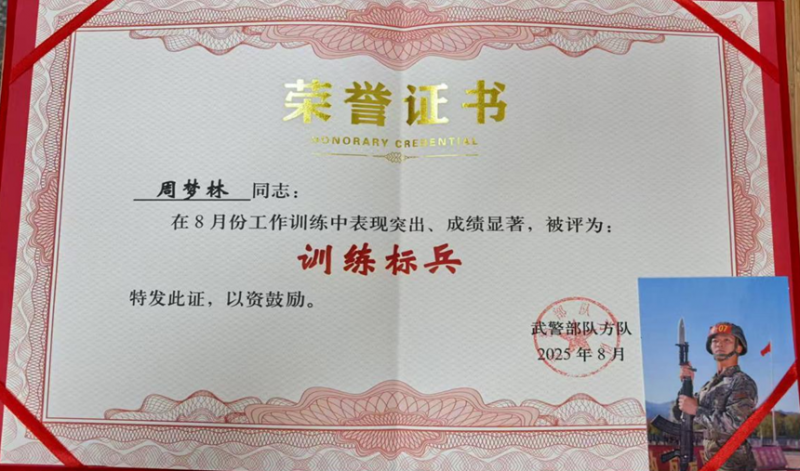 荣誉证书
HONORARY CREDENTIAL
周梦林 同志：
在8月份工作训练中表现突出、成绩显著，被评为：
训练标兵
特发此证，以资鼓励。
武警部队方队
2025年8月
07